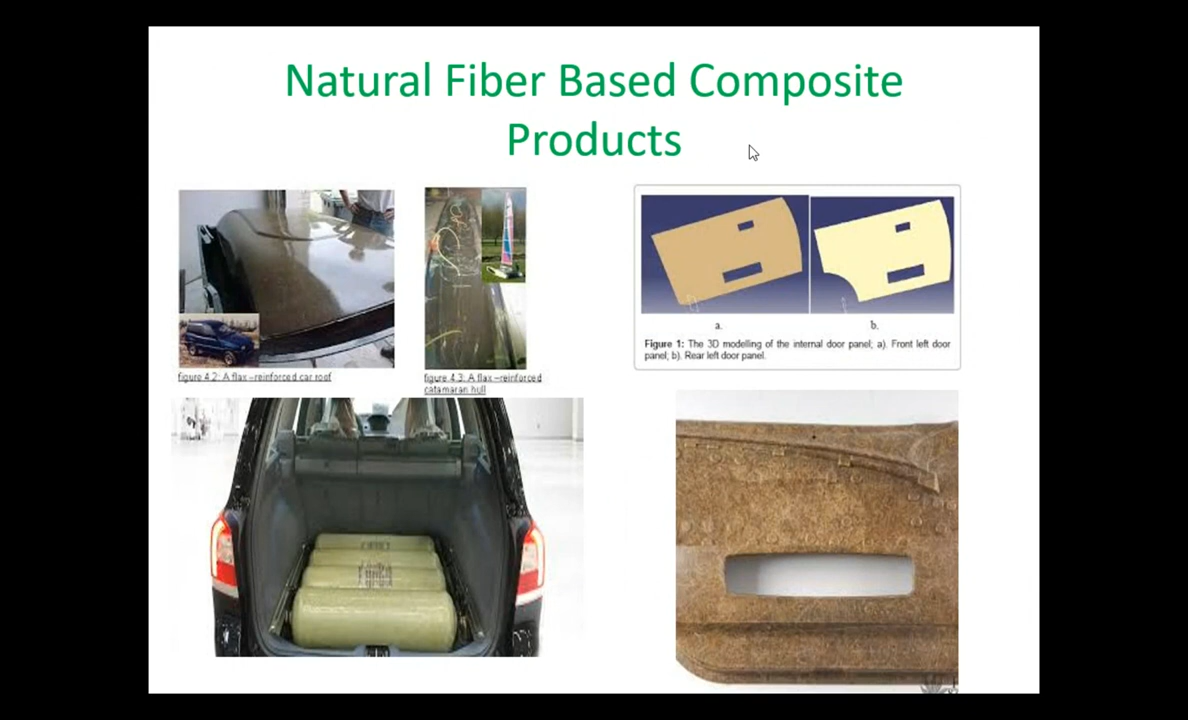 Natural Fiber Based Composite
Products
figure 4.2: A flax –reinforced car roof
figure 4.3: A flax –reinforced
catamaran hull
a.
b.
Figure 1: The 3D modelling of the internal door panel; a). Front left door
panel; b). Rear left door panel.